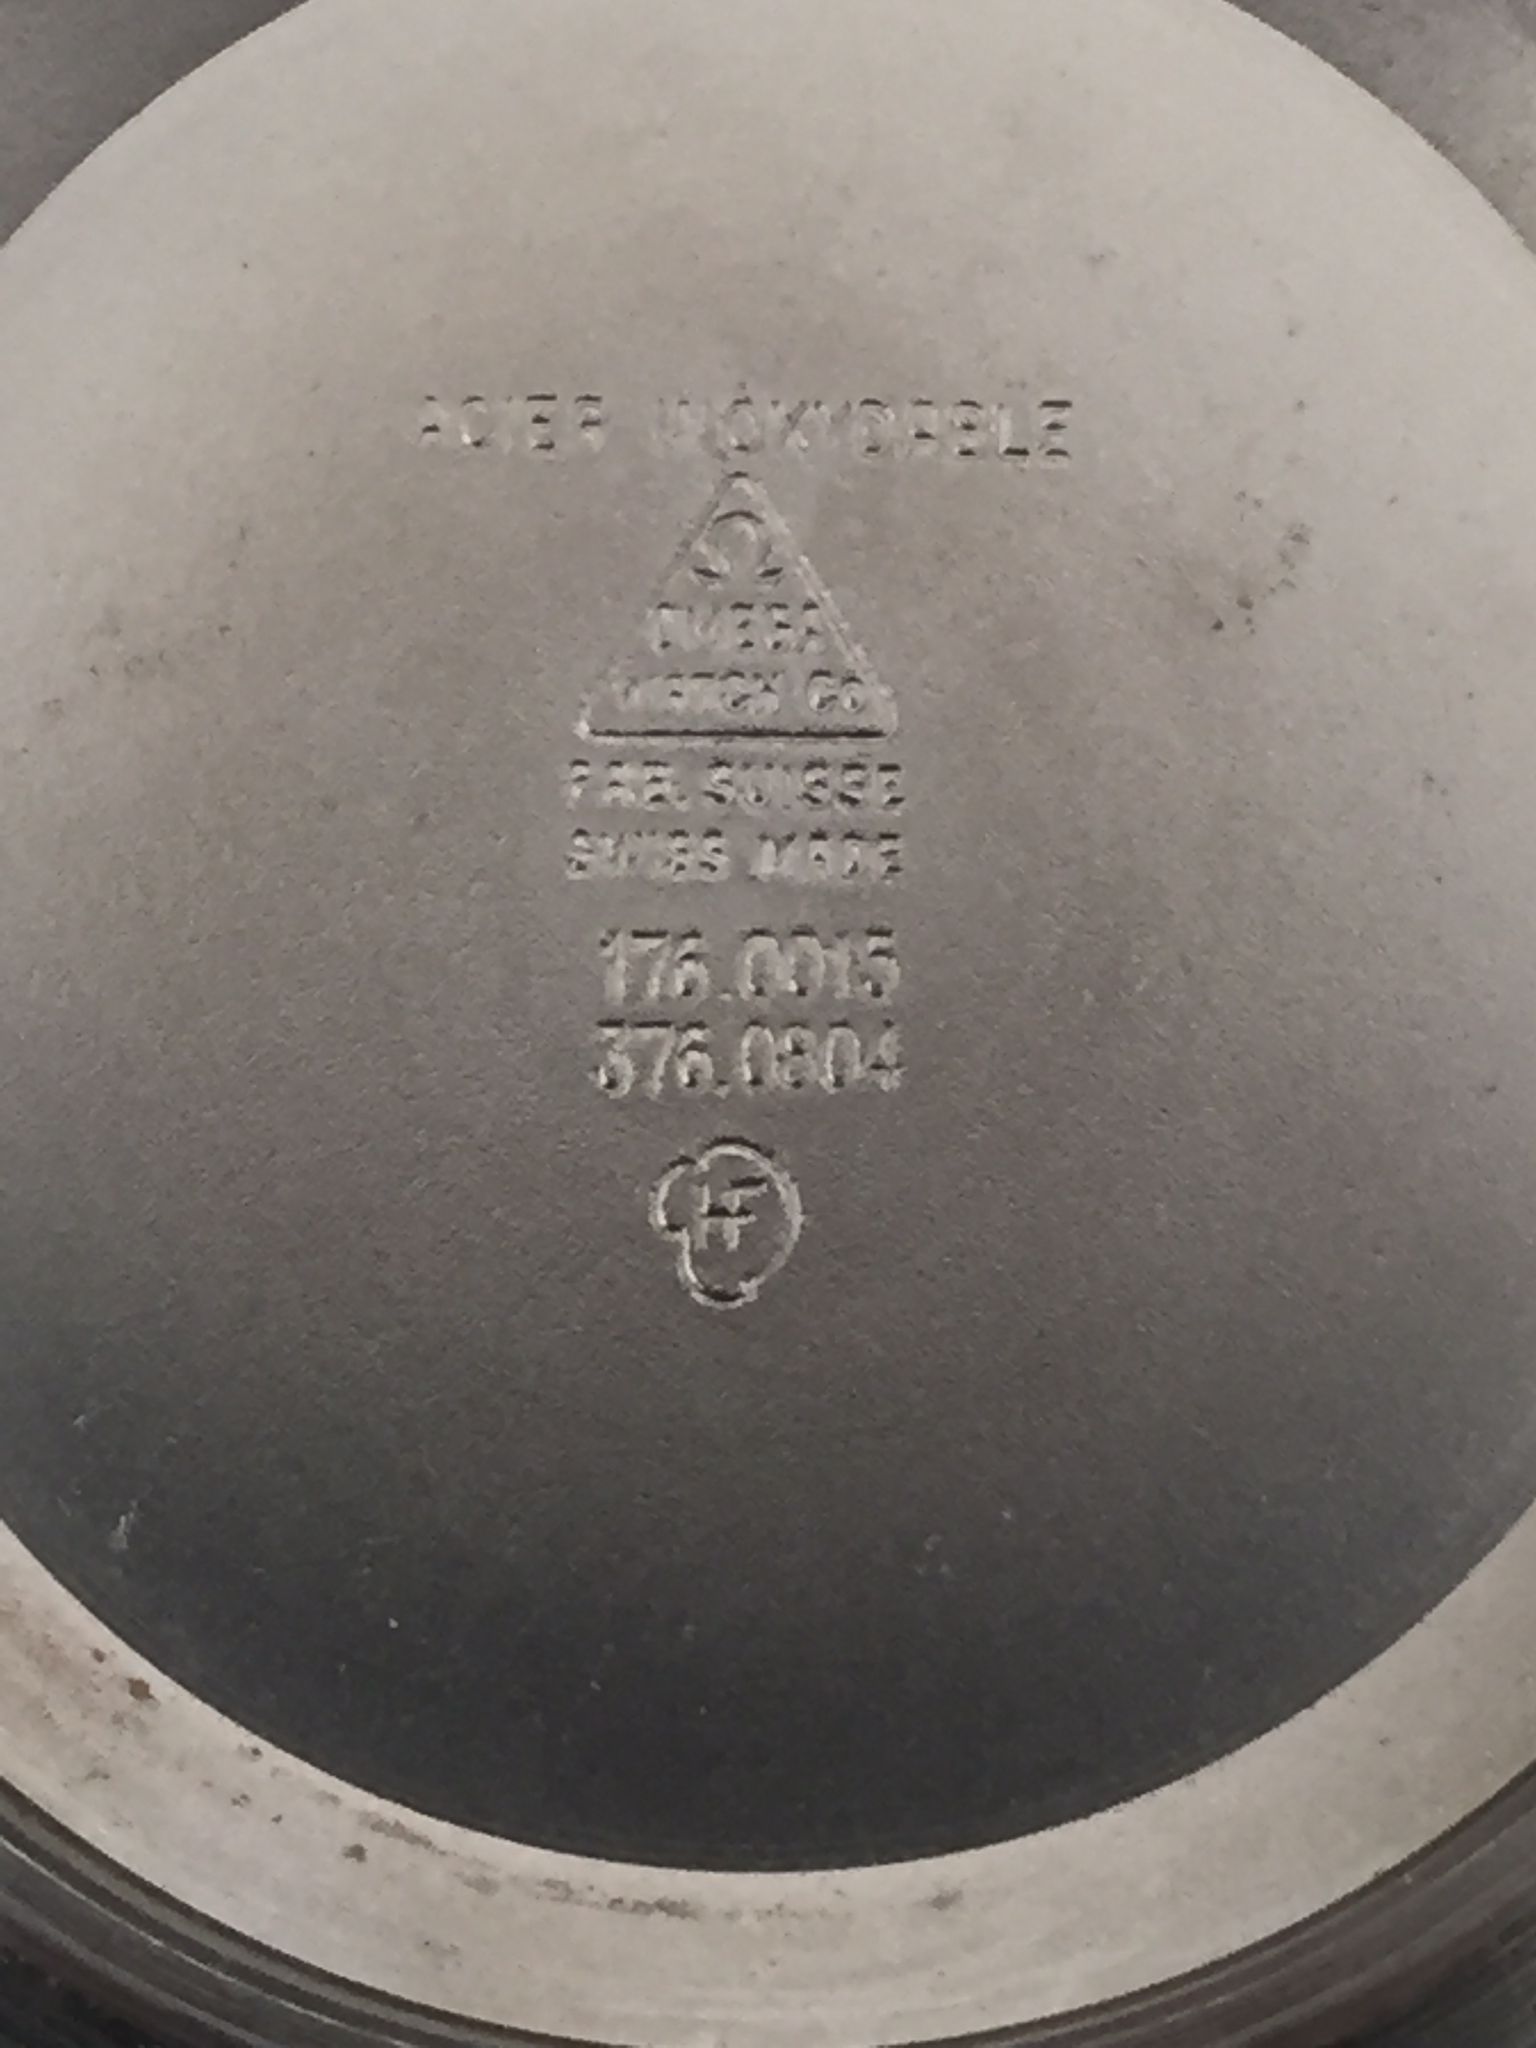 ACIER INOXYDABLE
Ω
OMEGA
WATCH Co
FAB. SUISSE
SWISS MADE
176.0015
376.0804
HF